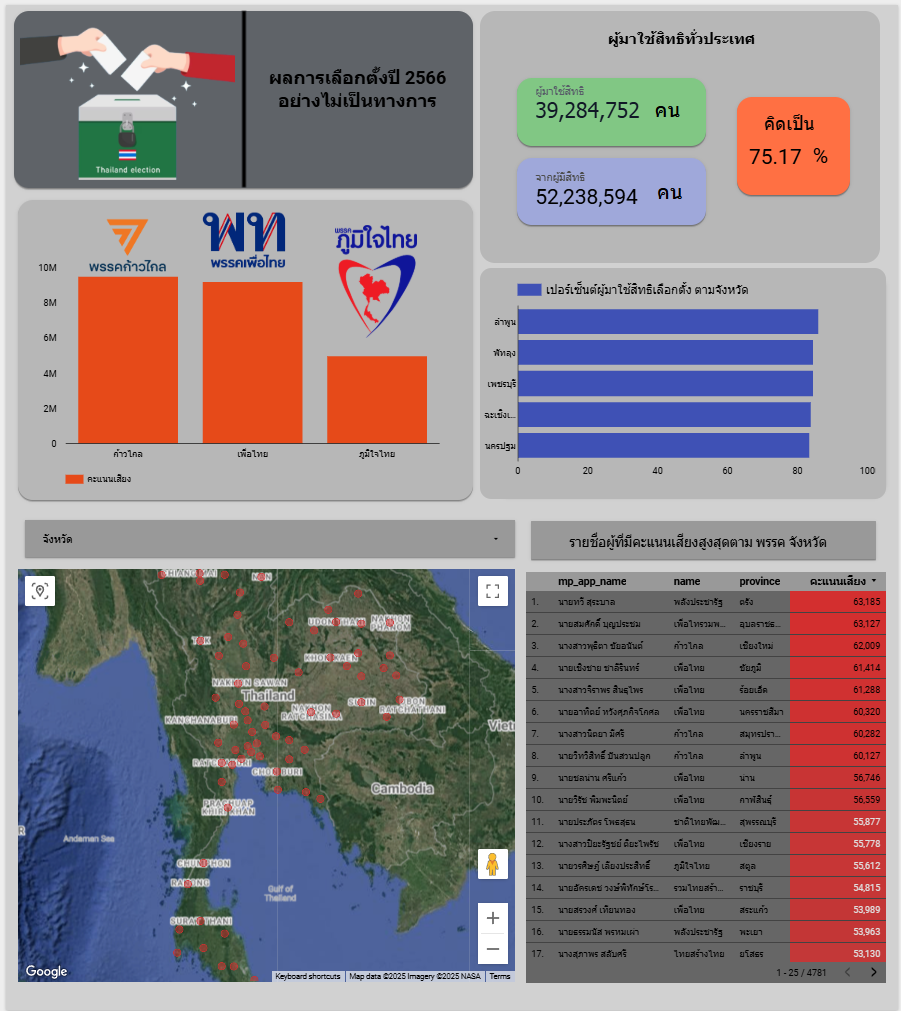 ผลการเลือกตั้งปี 2566
อย่างไม่เป็นทางการ
Thailand election
ผู้มาใช้สิทธิทั่วประเทศ
ผู้มาใช้สิทธิ
39,284,752 คน
จากผู้มีสิทธิ
52,238,594 คน
คิดเป็น
75.17 %
พรรคก้าวไกล
พท
พรรคเพื่อไทย
พรรค
ภูมิใจไทย
10M
8M
6M
4M
2M
0
ก้าวไกล เพื่อไทย ภูมิใจไทย
คะแนนเสียง
เปอร์เซ็นต์ผู้มาใช้สิทธิเลือกตั้ง ตามจังหวัด
ลำพูน
พัทลุง
เพชรบุรี
ฉะเชิงเ...
นครปฐม
0 20 40 60 80 100
จังหวัด
CHIANG MAI
NAN
UDON THANI
NAKHON
PHANOM
TAK
KHON KAEN
NAKHON SAWAN
Thailand
NAKHON
RATCHASIMA
SURIN
UBON
RATCHATHANI
KANCHANABURI
Viet
RATCHABURI
CHON BURI
Cambodia
PRACHUAP
KHIRI KHAN
Andaman Sea
CHUMPHON
RANONG
Gulf of
Thailand
SURAT THANI
Google
Keyboard shortcuts Map data ©2025 Imagery ©2025 NASA Terms
รายชื่อผู้ที่มีคะแนนเสียงสูงสุดตาม พรรค จังหวัด
mp_app_name name province คะแนนเสียง
1. นายทวี สุระบาล พลังประชารัฐ ตรัง 63,185
2. นายสมศักดิ์ บุญประชม เพื่อไทรวมพ... อุบลราชธ... 63,127
3. นางสาวพุธิตา ชัยอนันต์ ก้าวไกล เชียงใหม่ 62,009
4. นายเชิงชาย ชาลีรินทร์ เพื่อไทย ชัยภูมิ 61,414
5. นางสาวจิราพร สินธุไพร เพื่อไทย ร้อยเอ็ด 61,288
6. นายอาทิตย์ หวังศุภกิจโกศล เพื่อไทย นครราชสีมา 60,320
7. นางสาวนิตยา มีศรี ก้าวไกล สมุทรปรา... 60,282
8. นายวิทวิสิทธิ์ ปันสวนปลูก ก้าวไกล ลำพูน 60,127
9. นายชลน่าน ศรีแก้ว เพื่อไทย น่าน 56,746
10. นายวิรัช พิมพะนิตย์ เพื่อไทย กาฬสินธุ์ 56,559
11. นายประภัตร โพธสุธน ชาติไทยพัฒ... สุพรรณบุรี 55,877
12. นางสาวปิยะรัฐชย์ ติยะไพรัช เพื่อไทย เชียงราย 55,778
13. นายวรศิษฎ์ เลียงประสิทธิ์ ภูมิใจไทย สตูล 55,612
14. นายอัครเดช วงษ์พิทักษ์โร... รวมไทยสร้า... ราชบุรี 54,815
15. นายสรวงศ์ เทียนทอง เพื่อไทย สระแก้ว 53,989
16. นายธรรมนัส พรหมเผ่า พลังประชารัฐ พะเยา 53,963
17. นางสุภาพร สลับศรี ไทยสร้างไทย ยโสธร 53,130
1 - 25 / 4781